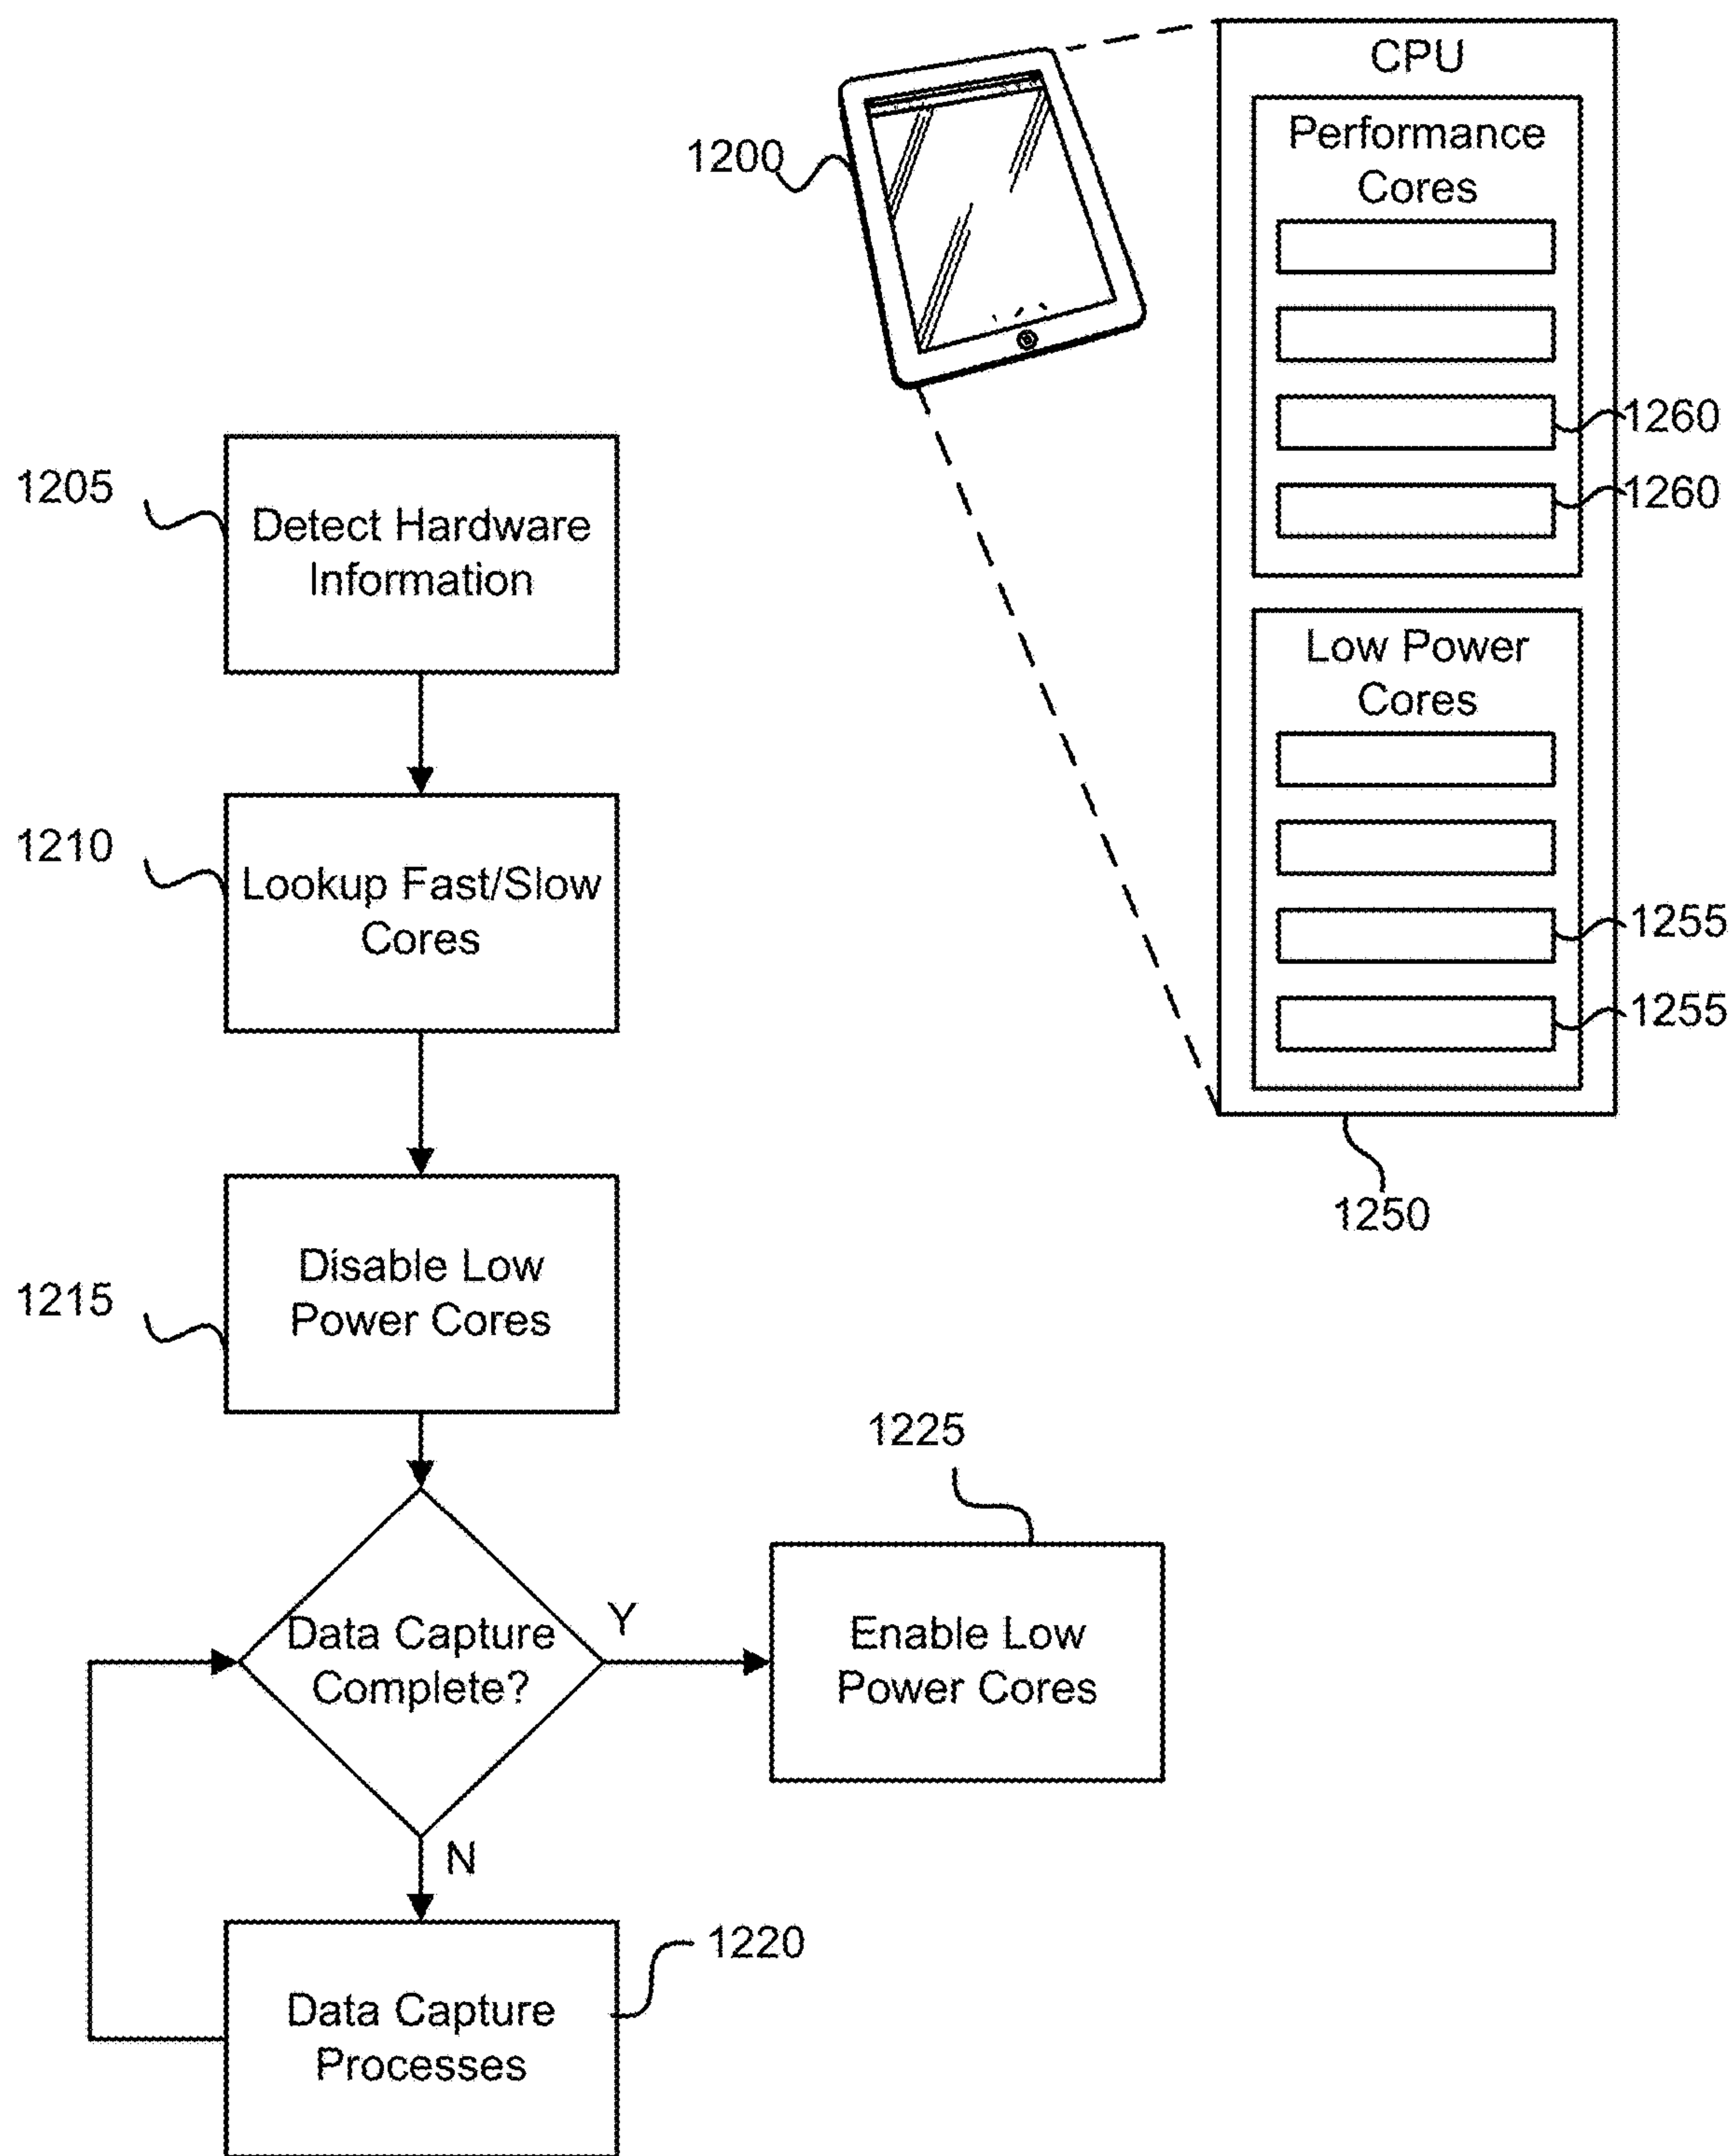 CPU
Performance
Cores
1200
1260
1260
Low Power
Cores
1255
1255
1250
1205
Detect Hardware
Information
1210
Lookup Fast/Slow
Cores
1215
Disable Low
Power Cores
1225
Data Capture
Complete?
Y
Enable Low
Power Cores
N
1220
Data Capture
Processes